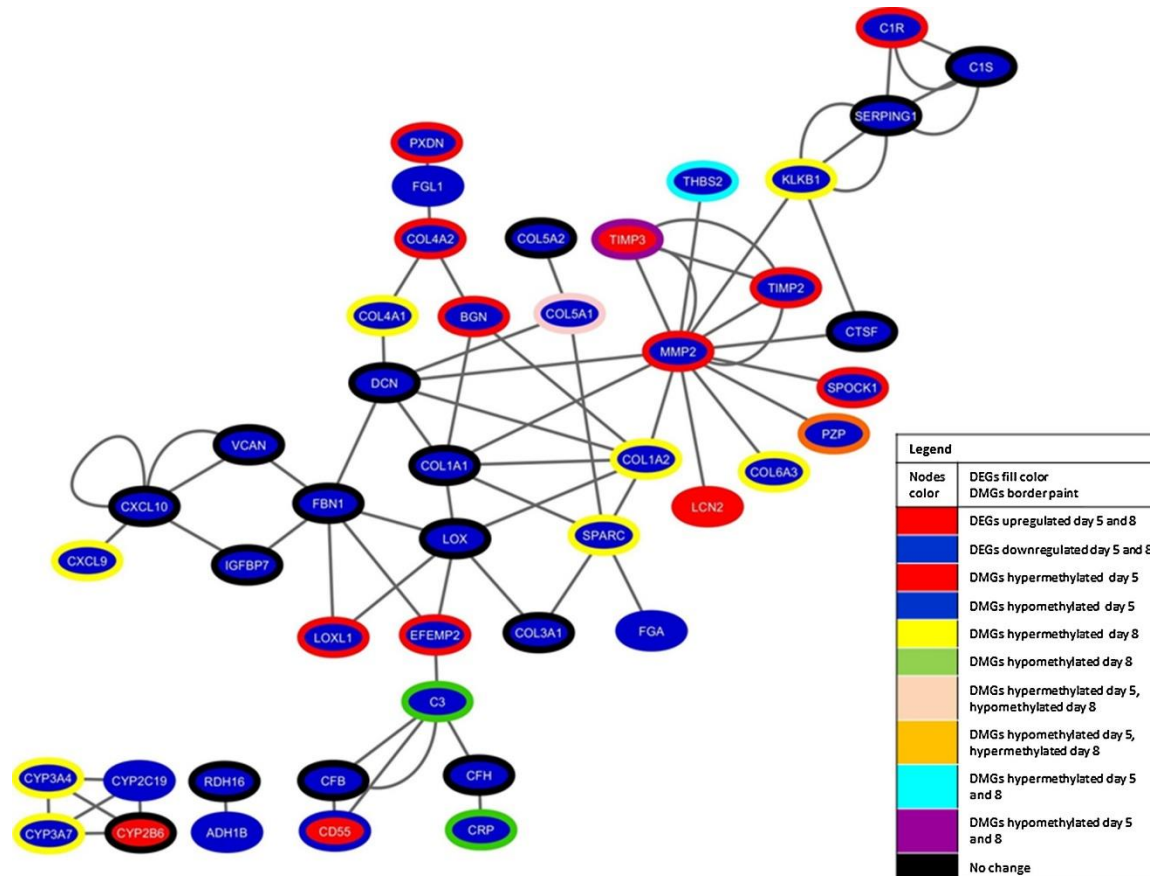 C1R
C1S
SERPING1
PXDN
FGL1
THBS2
KLKB1
COL4A2
COL5A2
TIMP3
TIMP2
COL4A1
BGN
COL5A1
CTSF
MMP2
DCN
SPOCK1
PZP
VCAN
COL1A1
COL1A2
COL6A3
CXCL10
FBN1
LCN2
LOX
SPARC
CXCL9
IGFBP7
LOXL1
EFEMP2
COL3A1
FGA
C3
CYP3A4
CYP2C19
RDH16
CFB
CFH
CYP3A7
CYP2B6
ADH1B
CD55
CRP
Legend
Nodes
color
DEGs fill color
DMGs border paint
DEGs upregulated day 5 and 8
DEGs downregulated day 5 and 8
DMGs hypermethylated day 5
DMGs hypomethylated day 5
DMGs hypermethylated day 8
DMGs hypomethylated day 8
DMGs hypermethylated day 5,
hypomethylated day 8
DMGs hypomethylated day 5,
hypermethylated day 8
DMGs hypermethylated day 5
and 8
DMGs hypomethylated day 5
and 8
No change